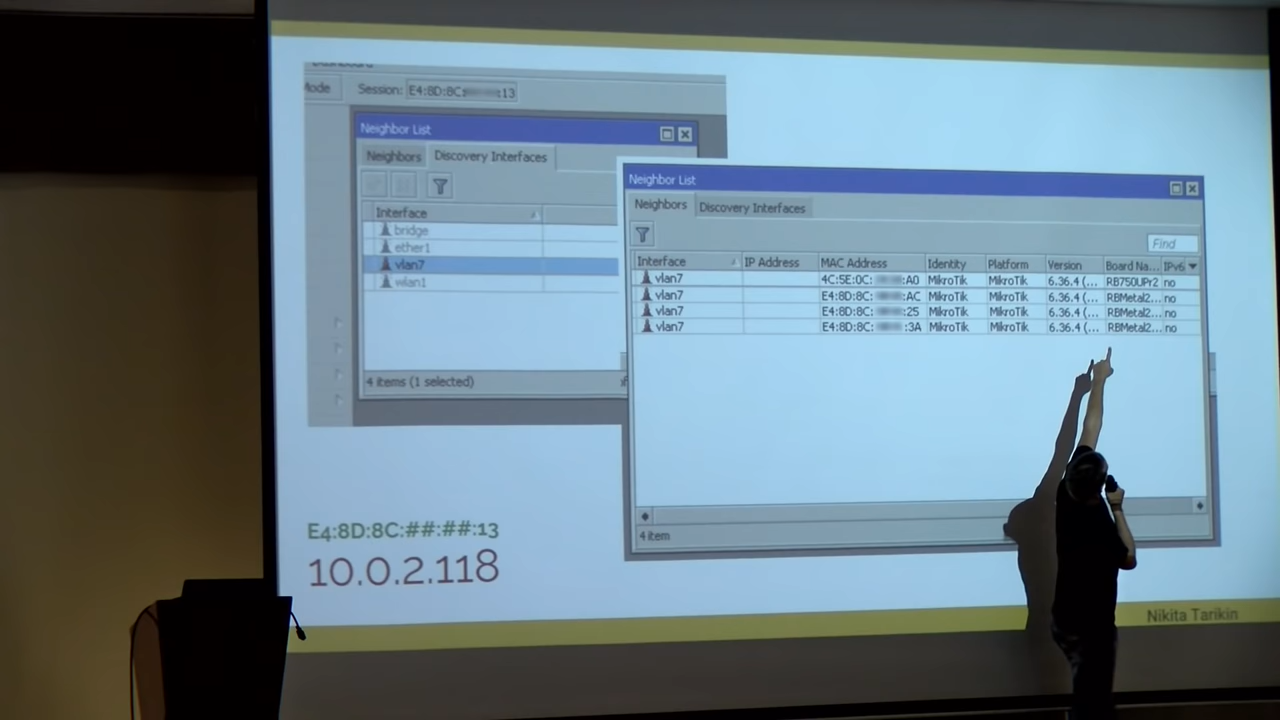 Mode Session: E4:8D:8C: :13
Neighbor List
Neighbors Discovery Interfaces
Interface
bridge
ether1
vlan7
wlan1
4 items (1 selected)
Neighbor List
Neighbors Discovery Interfaces
Find
Interface IP Address MAC Address Identity Platform Version Board Na... IPv6
vlan7 4C:5E:0C: :A0 MikroTik MikroTik 6.36.4 (... RB750UPr2 no
vlan7 E4:8D:8C: :AC MikroTik MikroTik 6.36.4 (... RBMetal2... no
vlan7 E4:8D:8C: :25 MikroTik MikroTik 6.36.4 (... RBMetal2... no
vlan7 E4:8D:8C: :3A MikroTik MikroTik 6.36.4 (... RBMetal2... no
4 item
E4:8D:8C:##:##:13
10.0.2.118
Nikita Tarikin